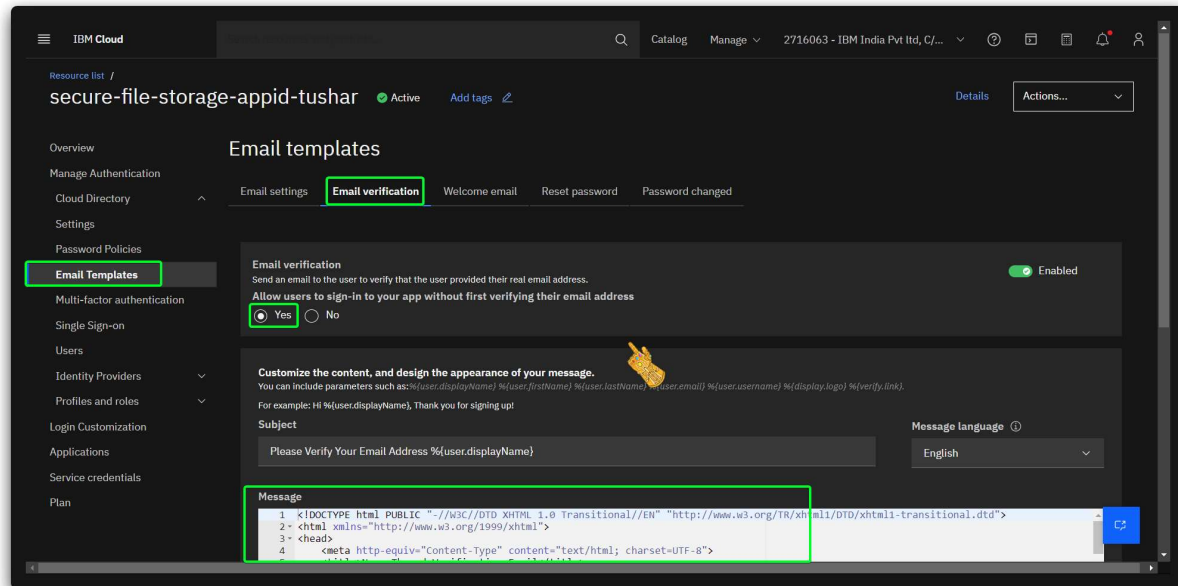 IBM Cloud
Catalog
Manage
2716063 - IBM India Pvt ltd, C/...
Resource list /
secure-file-storage-appid-tushar
Active
Add tags
Details
Actions...
Overview
Manage Authentication
Cloud Directory
Settings
Password Policies
Email Templates
Multi-factor authentication
Single Sign-on
Users
Identity Providers
Profiles and roles
Login Customization
Applications
Service credentials
Plan
Email templates
Email settings
Email verification
Welcome email
Reset password
Password changed
Email verification
Send an email to the user to verify that the user provided their real email address.
Allow users to sign-in to your app without first verifying their email address
Yes
No
Enabled
Customize the content, and design the appearance of your message.
You can include parameters such as:%{user.displayName} %{user.firstName} %{user.lastName} %{user.email} %{user.username} %{display.logo} %{verify.link}.
For example: Hi %{user.displayName}, Thank you for signing up!
Subject
Please Verify Your Email Address %{user.displayName}
Message language
English
Message
1 <!DOCTYPE html PUBLIC "-//W3C//DTD XHTML 1.0 Transitional//EN" "http://www.w3.org/TR/xhtml1/DTD/xhtml1-transitional.dtd">
2 <html xmlns="http://www.w3.org/1999/xhtml">
3 <head>
4 <meta http-equiv="Content-Type" content="text/html; charset=UTF-8">